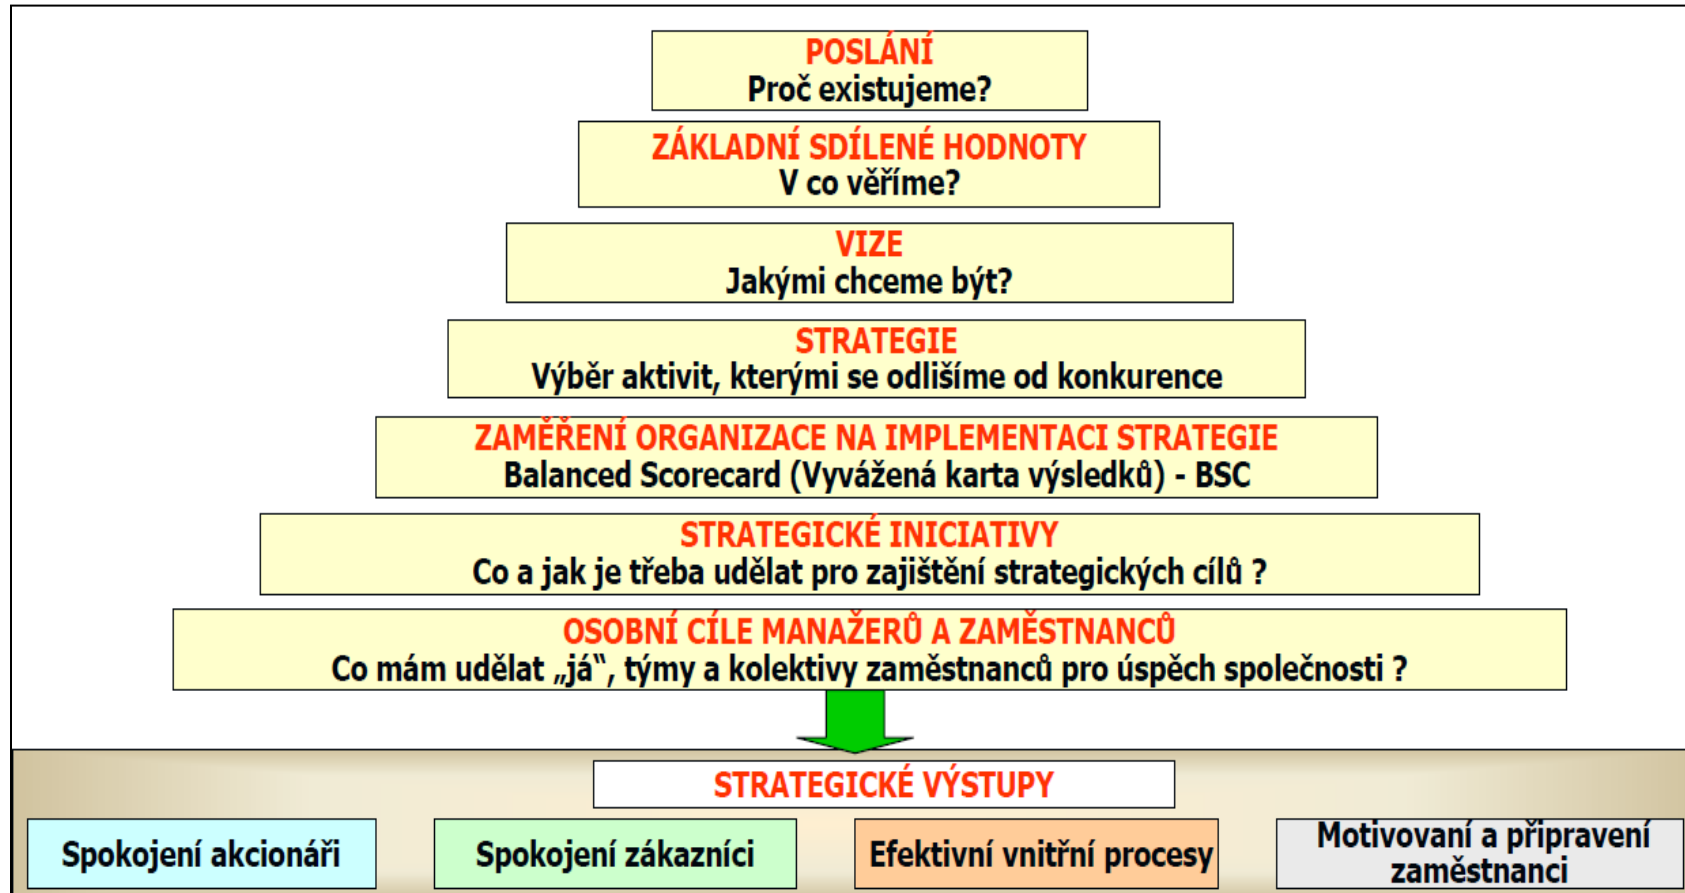 POSLÁNÍ
Proč existujeme?
ZÁKLADNÍ SDÍLENÉ HODNOTY
V co věříme?
VIZE
Jakými chceme být?
STRATEGIE
Výběr aktivit, kterými se odlišíme od konkurence
ZAMĚŘENÍ ORGANIZACE NA IMPLEMENTACI STRATEGIE
Balanced Scorecard (Vyvážená karta výsledků) - BSC
STRATEGICKÉ INICIATIVY
Co a jak je třeba udělat pro zajištění strategických cílů ?
OSOBNÍ CÍLE MANAŽERŮ A ZAMĚSTNANCŮ
Co mám udělat „já“, týmy a kolektivy zaměstnanců pro úspěch společnosti ?
STRATEGICKÉ VÝSTUPY
Spokojení akcionáři
Spokojení zákazníci
Efektivní vnitřní procesy
Motivovaní a připravení
zaměstnanci